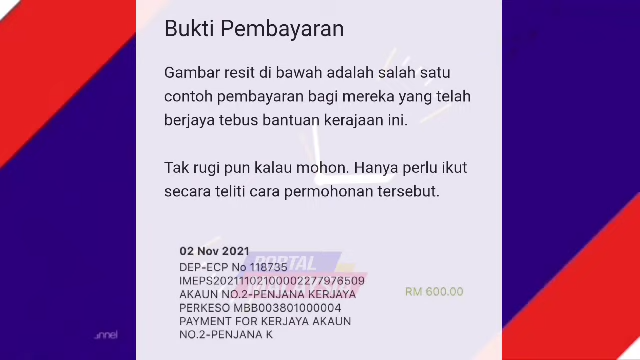 Bukti Pembayaran
Gambar resit di bawah adalah salah satu
contoh pembayaran bagi mereka yang telah
berjaya tebus bantuan kerajaan ini.
Tak rugi pun kalau mohon. Hanya perlu ikut
secara teliti cara permohonan tersebut.
02 Nov 2021
DEP-ECP No 118735
IMEPS20211102100002277976509
AKAUN NO.2-PENJANA KERJAYA
RM 600.00
PERKESO MBB003801000004
PAYMENT FOR KERJAYA AKAUN
NO.2-PENJANA K
PORTAL